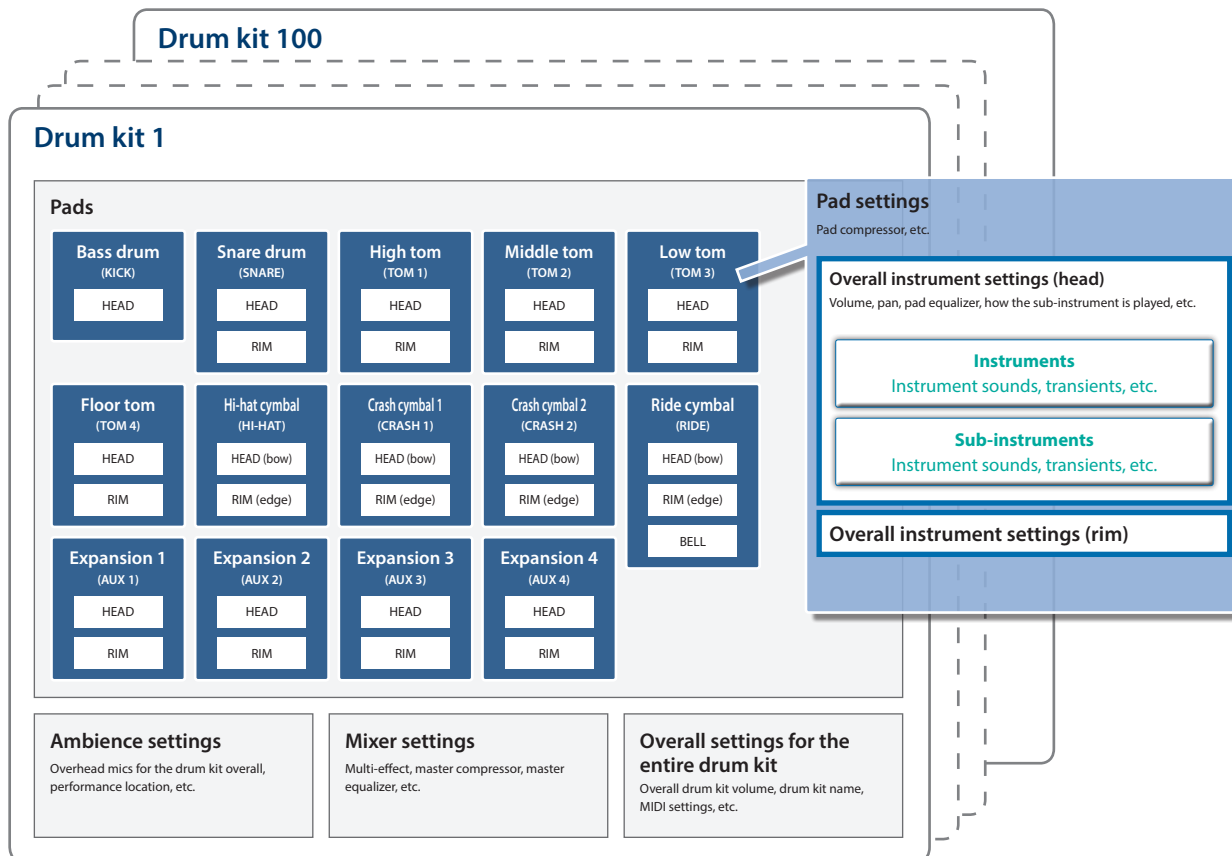 Drum kit 100
Drum kit 1
Pads
Bass drum
(KICK)
HEAD
Snare drum
(SNARE)
HEAD
RIM
High tom
(TOM 1)
HEAD
RIM
Middle tom
(TOM 2)
HEAD
RIM
Low tom
(TOM 3)
HEAD
RIM
Floor tom
(TOM 4)
HEAD
RIM
Hi-hat cymbal
(HI-HAT)
HEAD (bow)
RIM (edge)
Crash cymbal 1
(CRASH 1)
HEAD (bow)
RIM (edge)
Crash cymbal 2
(CRASH 2)
HEAD (bow)
RIM (edge)
Ride cymbal
(RIDE)
HEAD (bow)
RIM (edge)
BELL
Expansion 1
(AUX 1)
HEAD
RIM
Expansion 2
(AUX 2)
HEAD
RIM
Expansion 3
(AUX 3)
HEAD
RIM
Expansion 4
(AUX 4)
HEAD
RIM
Pad settings
Pad compressor, etc.
Overall instrument settings (head)
Volume, pan, pad equalizer, how the sub-instrument is played, etc.
Instruments
Instrument sounds, transients, etc.
Sub-instruments
Instrument sounds, transients, etc.
Overall instrument settings (rim)
Ambience settings
Overhead mics for the drum kit overall,
performance location, etc.
Mixer settings
Multi-effect, master compressor, master
equalizer, etc.
Overall settings for the
entire drum kit
Overall drum kit volume, drum kit name,
MIDI settings, etc.